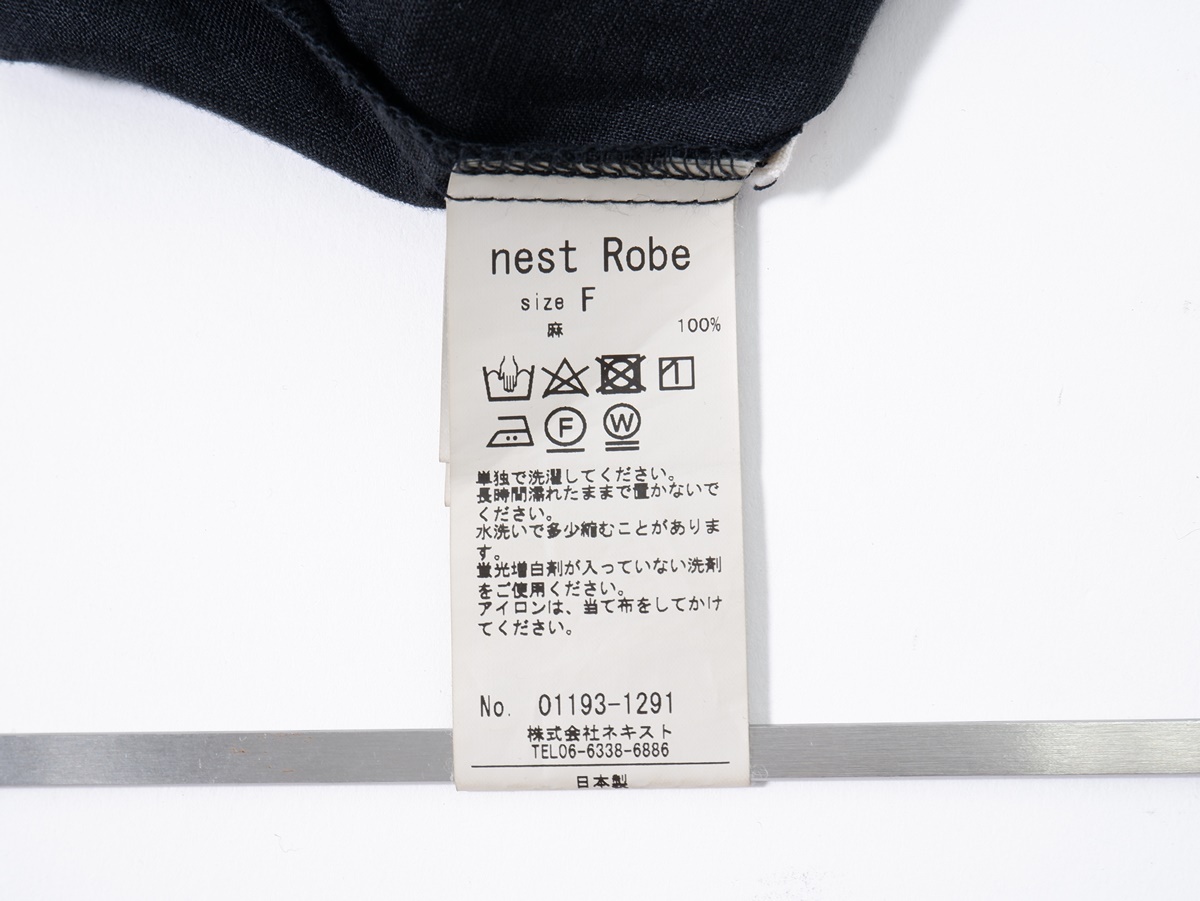 nest Robe
size F
麻 100%
F W
単独で洗濯してください。
長時間濡れたままで置かないで
ください。
水洗いで多少縮むことがありま
す。
蛍光増白剤が入っていない洗剤
をご使用ください。
アイロンは、当て布をしてかけ
てください。
No. 01193-1291
株式会社ネキスト
TEL06-6338-6886
日本製